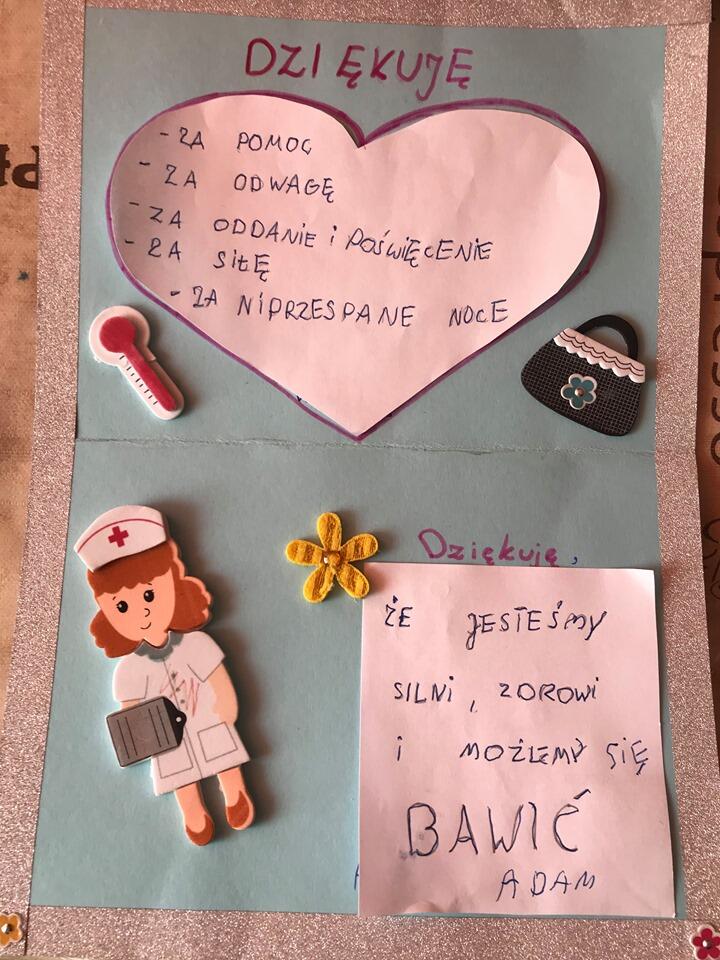 DZIĘKUJĘ
- ZA POMOC
- ZA ODWAGĘ
- ZA ODDANIE i POŚWIĘCENIE
- ZA SIŁĘ
- ZA NIPRZESPANE NOCE
Dziękuję,
ŻE JESTEŚMY
SILNI, ZDROWI
i MOŻEMY SIĘ
BAWIĆ
ADAM